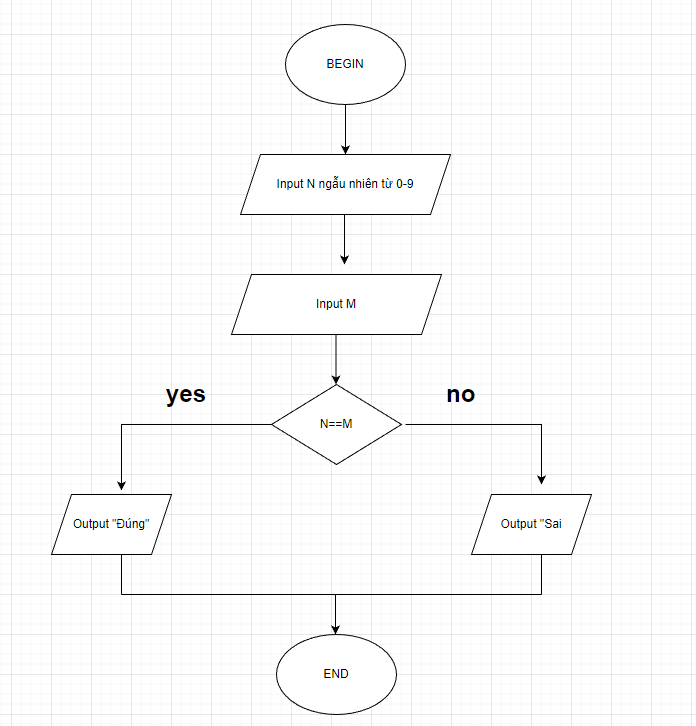 BEGIN
Input N ngẫu nhiên từ 0-9
Input M
yes
no
N==M
Output "Đúng"
Output "Sai
END